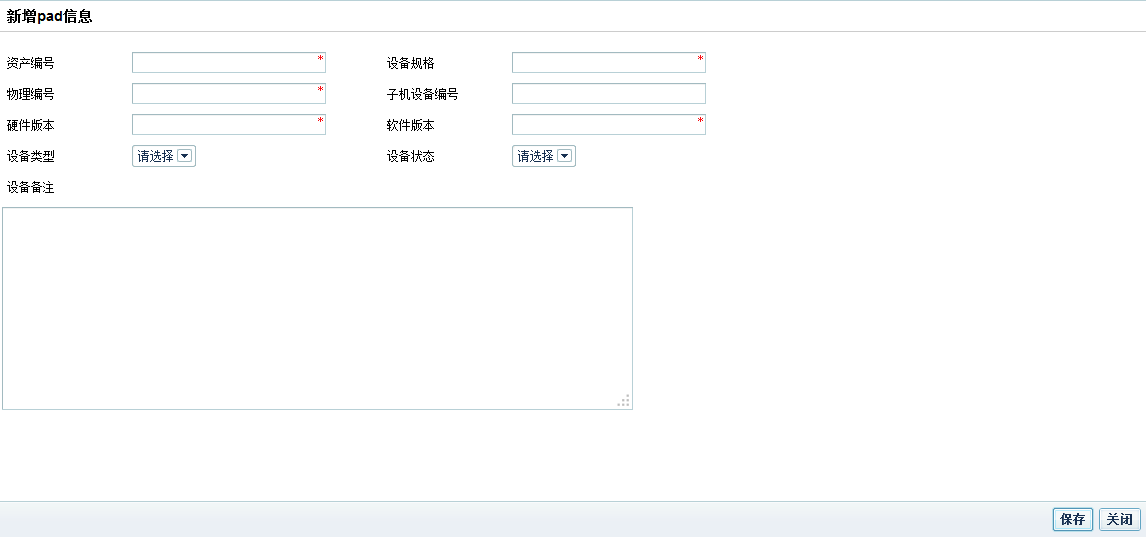 新增pad信息
资产编号 * 设备规格 *
物理编号 * 子机设备编号
硬件版本 * 软件版本 *
设备类型 请选择 设备状态 请选择
设备备注
保存 关闭